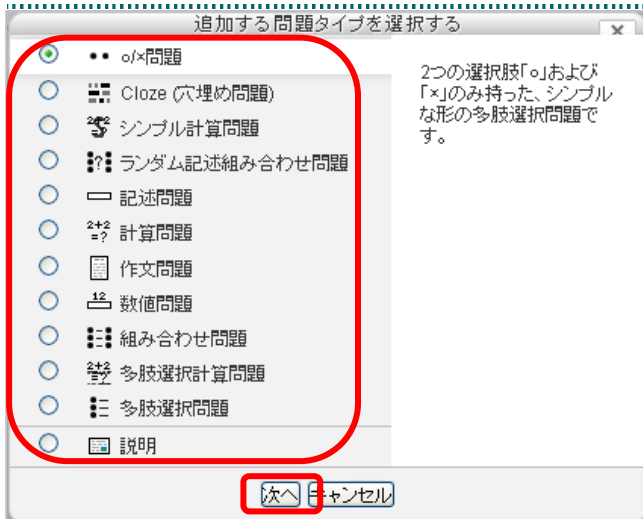 追加する問題タイプを選択する
o/×問題
Cloze (穴埋め問題)
シンプル計算問題
ランダム記述組み合わせ問題
記述問題
計算問題
作文問題
数値問題
組み合わせ問題
多肢選択計算問題
多肢選択問題
説明
2つの選択肢「o」および
「×」のみ持った、シンプル
な形の多肢選択問題で
す。
次へ キャンセル